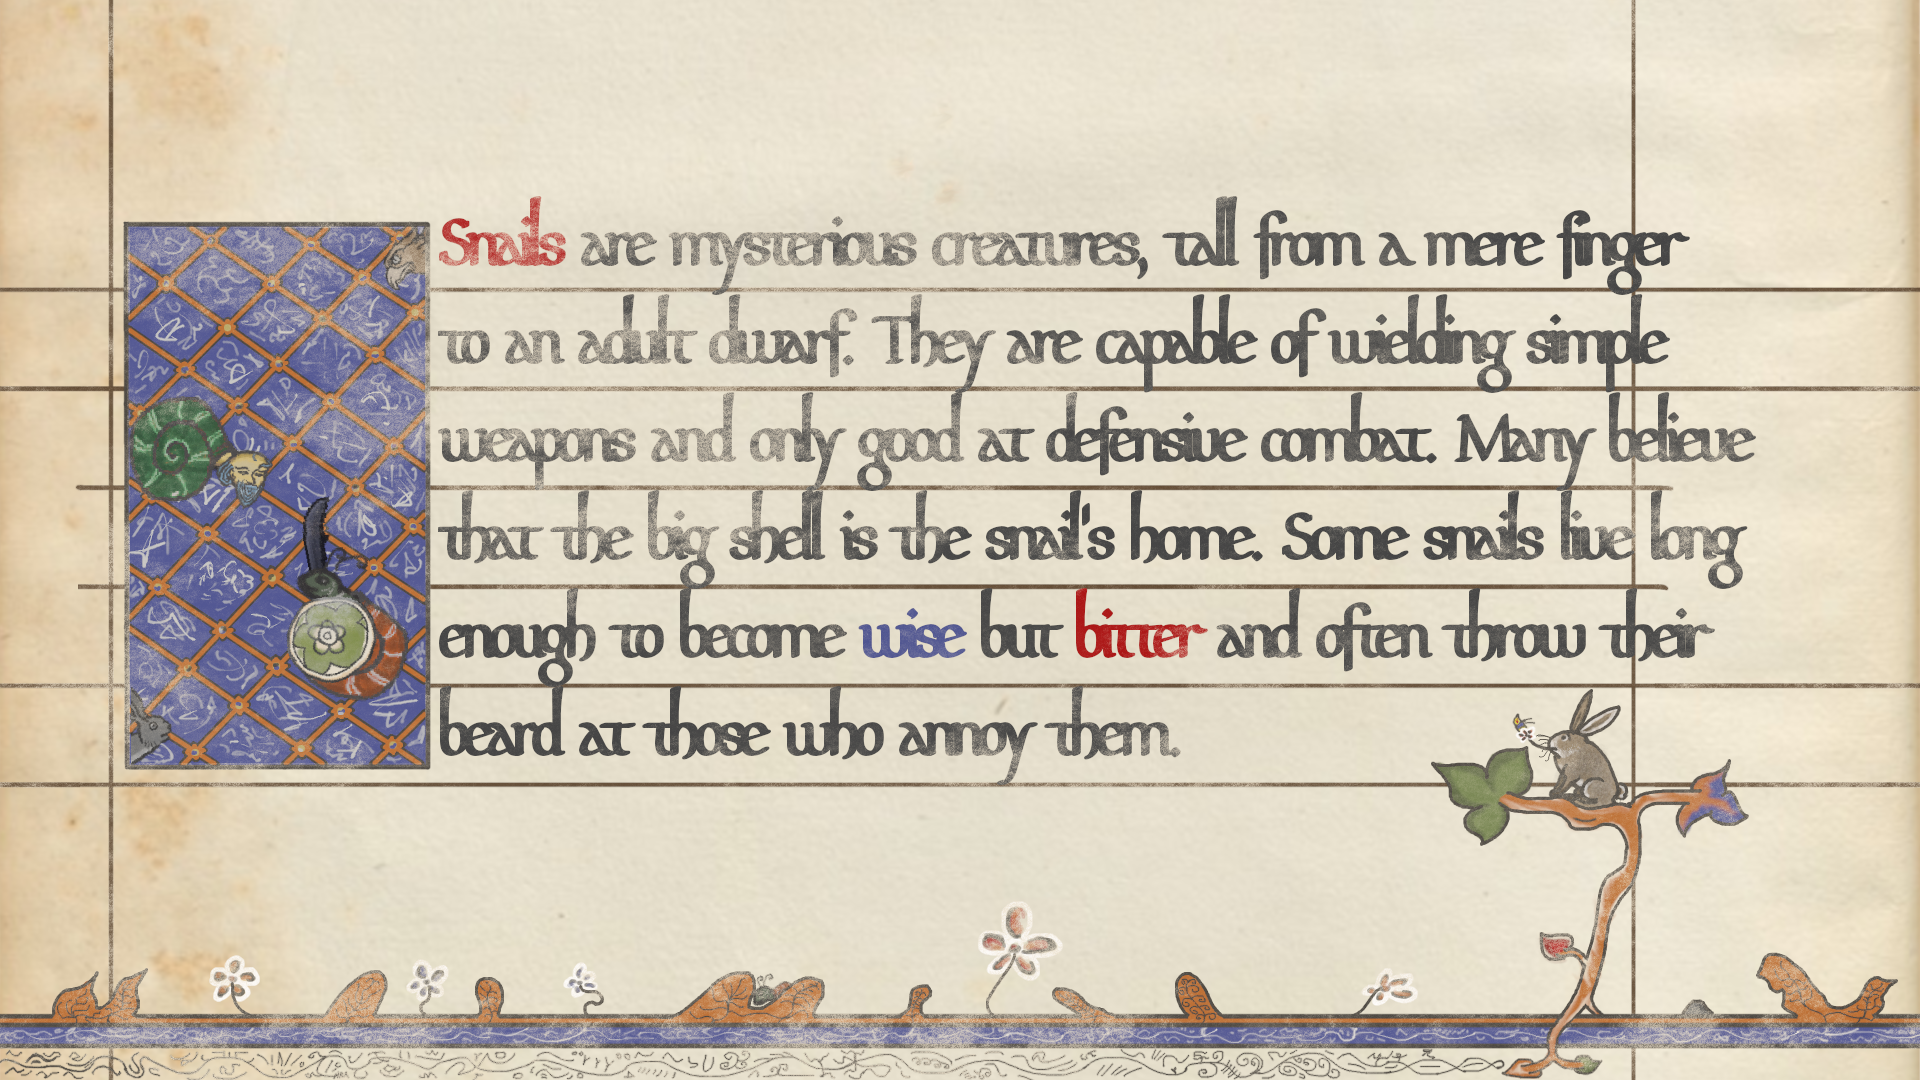 Snails are mysterious creatures, tall from a mere finger
to an adult dwarf. They are capable of wielding simple
weapons and only good at defensive combat. Many believe
that the big shell is the snail's home. Some snails live long
enough to become wise but bitter and often throw their
beard at those who annoy them.